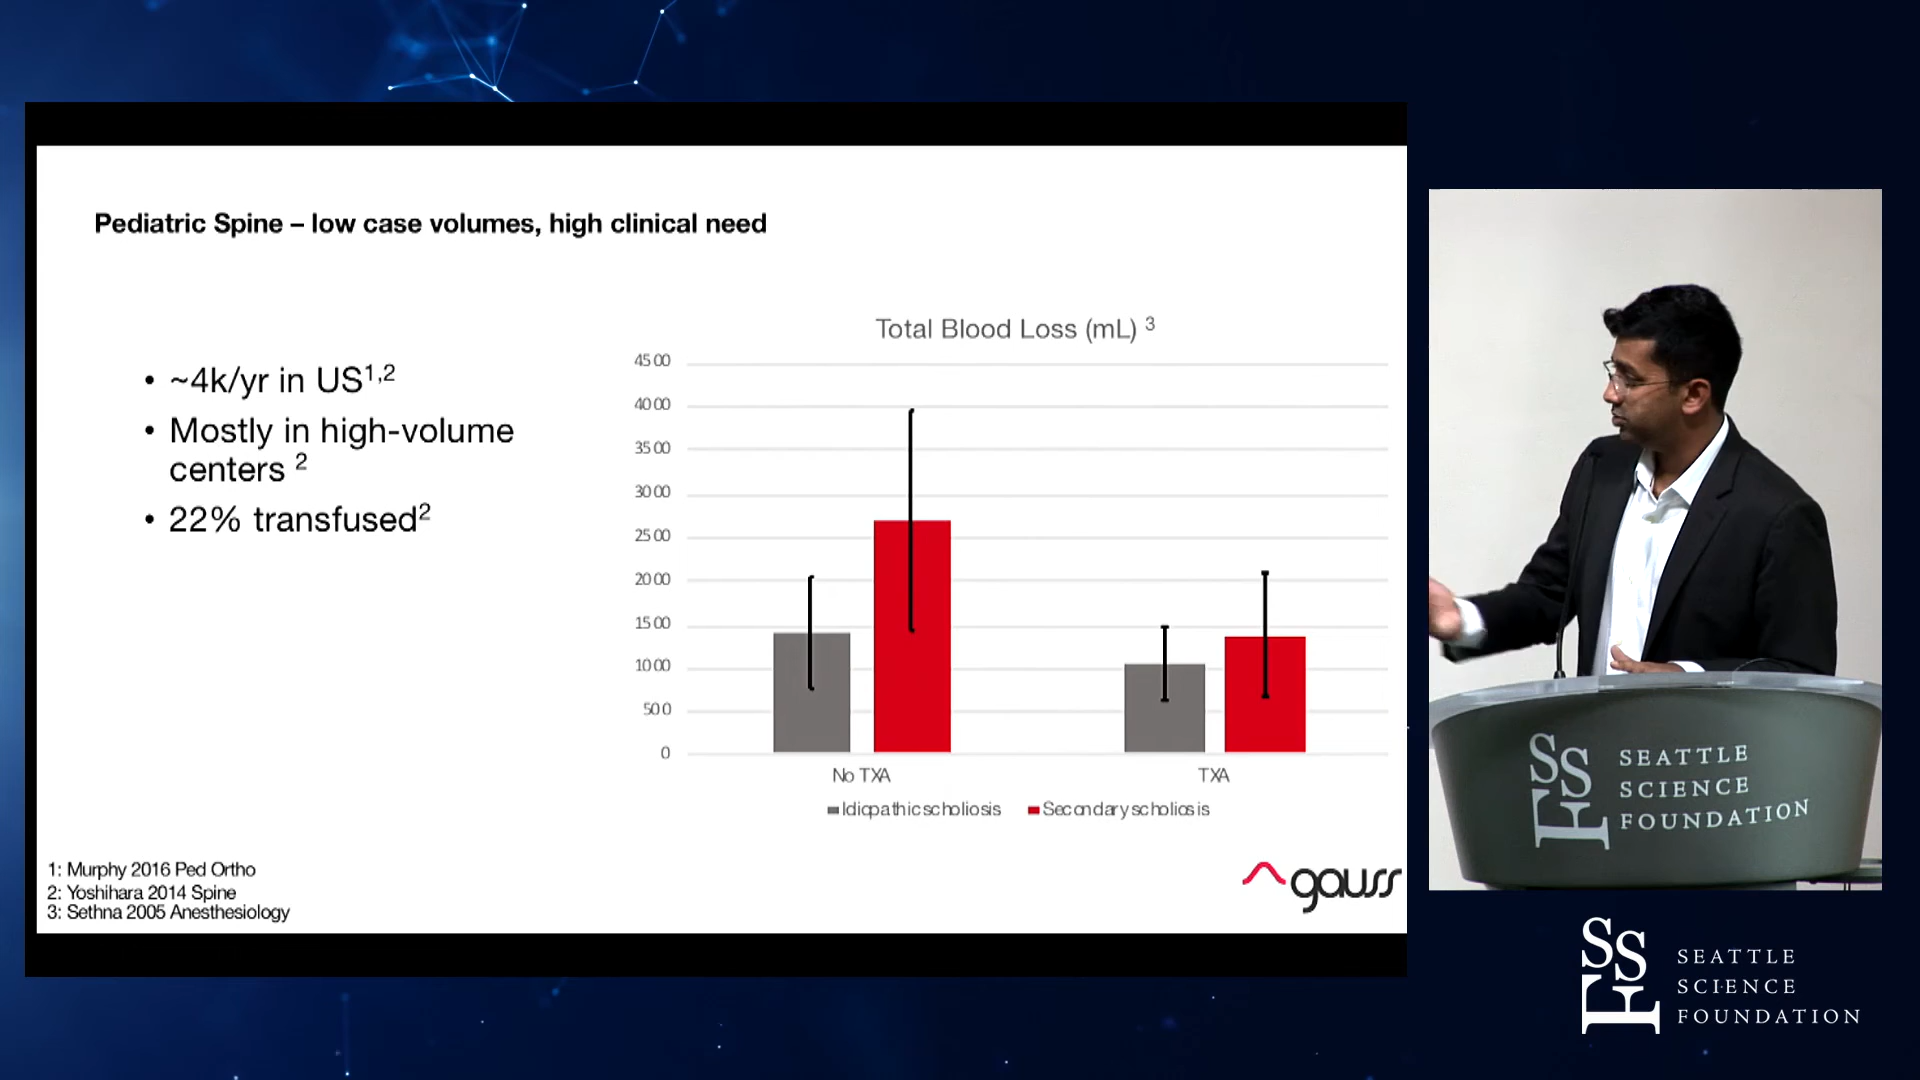 Pediatric Spine – low case volumes, high clinical need
• ~4k/yr in US1,2
• Mostly in high-volume
centers 2
• 22% transfused2
Total Blood Loss (mL) 3
4500
4000
3500
3000
2500
2000
1500
1000
500
0
No TXA
TXA
Idiopathic scholiosis
Secondary scholiosis
1: Murphy 2016 Ped Ortho
2: Yoshihara 2014 Spine
3: Sethna 2005 Anesthesiology
gauss
SSF
SEATTLE
SCIENCE
FOUNDATION
SSF
SEATTLE
SCIENCE
FOUNDATION